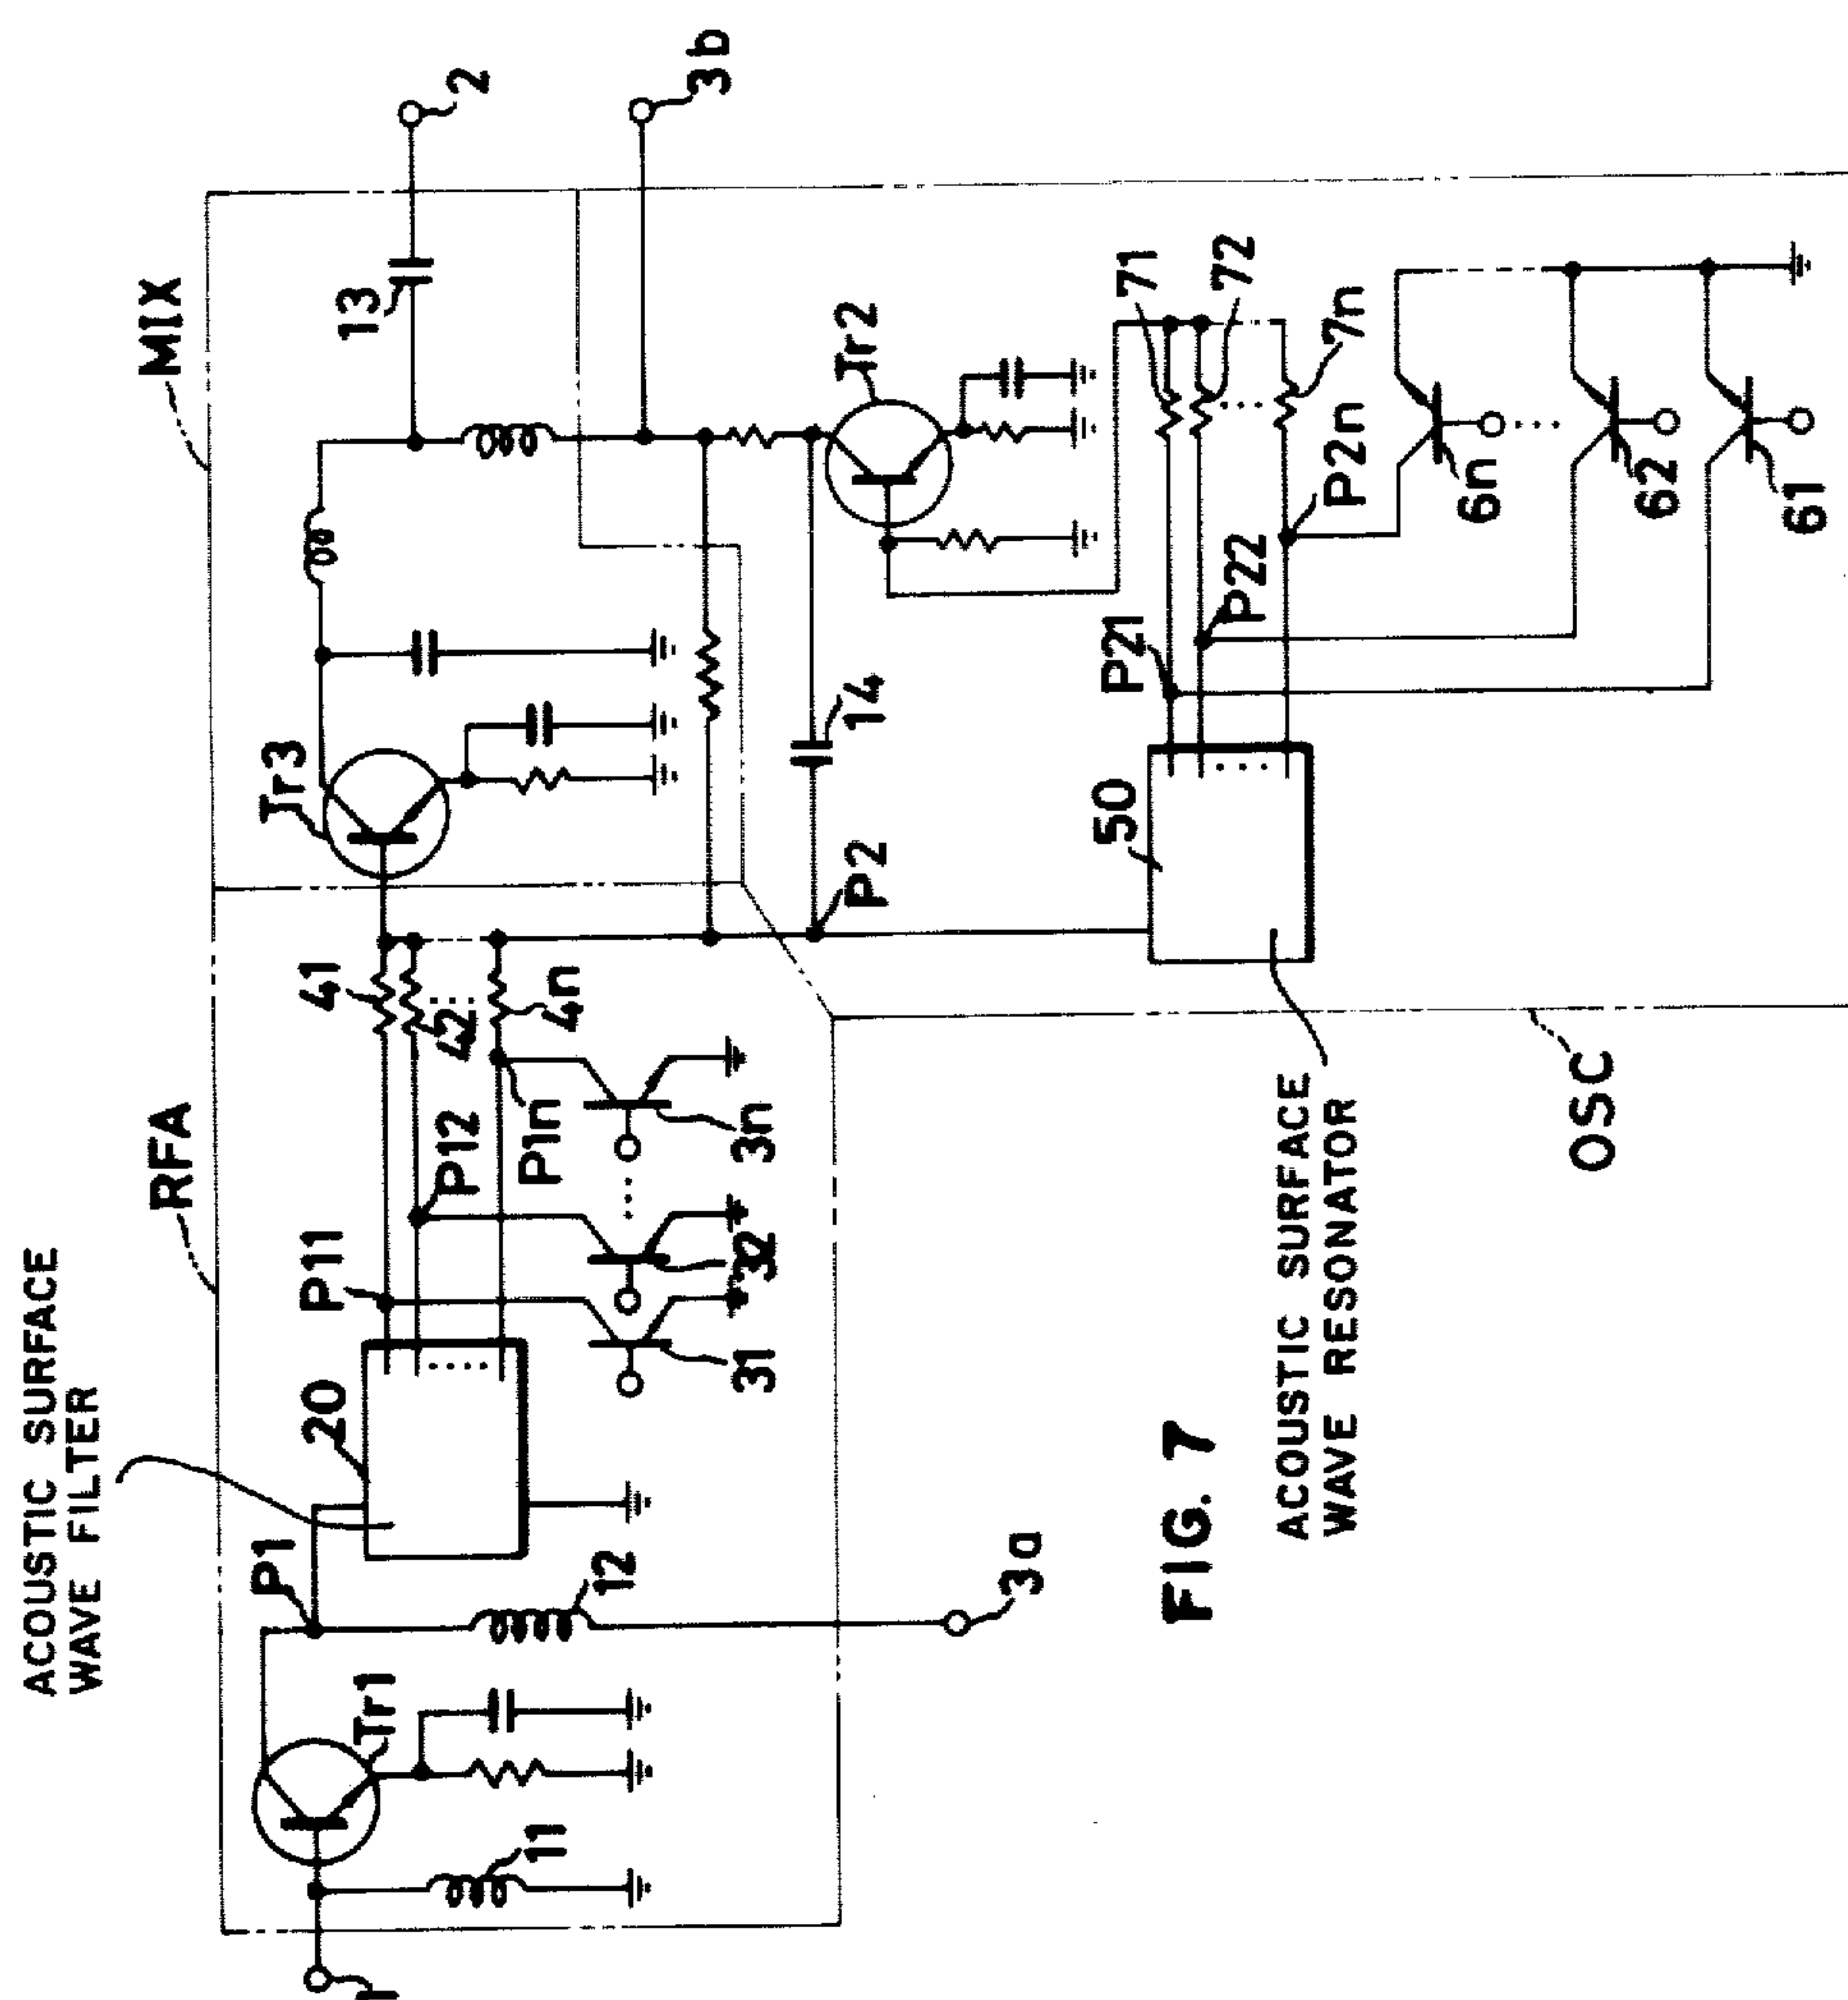 ACOUSTIC SURFACE
WAVE FILTER
RFA
MIX
1
11
Tr1
P1
12
3a
20
P11
P12
P1n
31
32
3n
41
42
4n
Tr3
13
2
3b
P2
14
Tr2
50
P21
P22
P2n
71
72
7n
6n
62
61
ACOUSTIC SURFACE
WAVE RESONATOR
OSC
FIG. 7